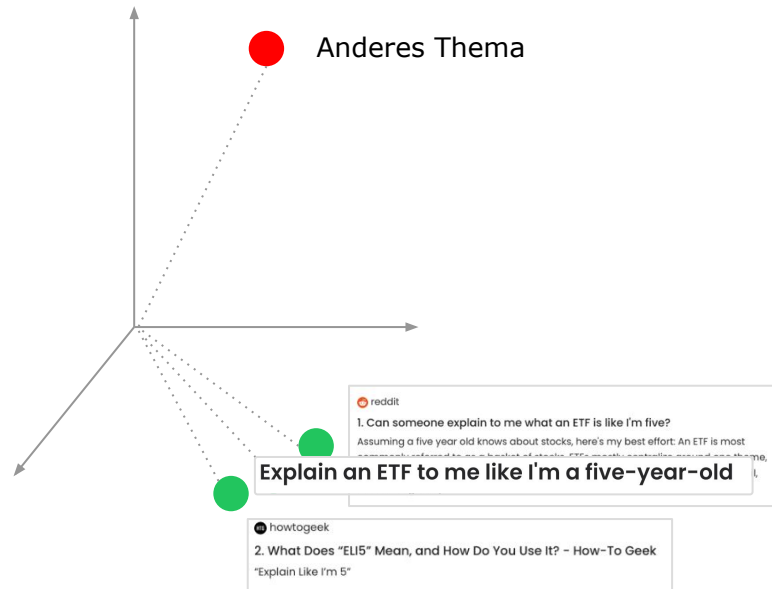 Anderes Thema
reddit
1. Can someone explain to me what an ETF is like I'm five?
Assuming a five year old knows about stocks, here's my best effort: An ETF is most
Explain an ETF to me like I'm a five-year-old
howtogeek
2. What Does “ELI5” Mean, and How Do You Use It? - How-To Geek
“Explain Like I’m 5”